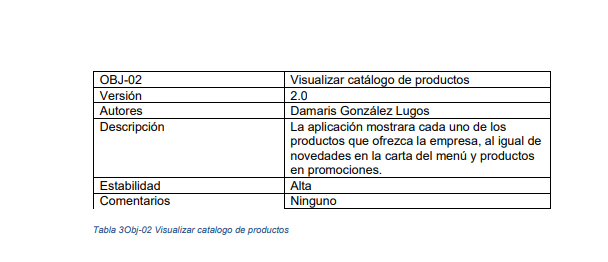 OBJ-02 Visualizar catálogo de productos
Versión 2.0
Autores Damaris González Lugos
Descripción La aplicación mostrara cada uno de los
productos que ofrezca la empresa, al igual de
novedades en la carta del menú y productos
en promociones.
Estabilidad Alta
Comentarios Ninguno
Tabla 3Obj-02 Visualizar catalogo de productos